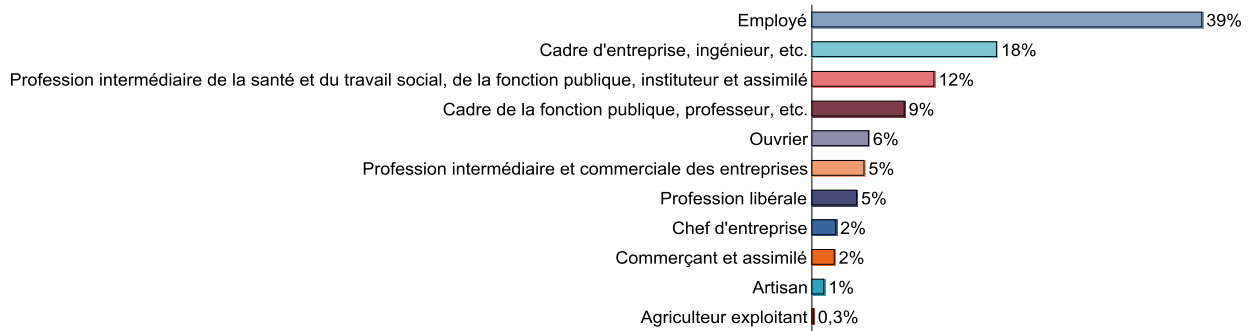 Employé 39%
Cadre d'entreprise, ingénieur, etc. 18%
Profession intermédiaire de la santé et du travail social, de la fonction publique, instituteur et assimilé 12%
Cadre de la fonction publique, professeur, etc. 9%
Ouvrier 6%
Profession intermédiaire et commerciale des entreprises 5%
Profession libérale 5%
Chef d'entreprise 2%
Commerçant et assimilé 2%
Artisan 1%
Agriculteur exploitant 0,3%